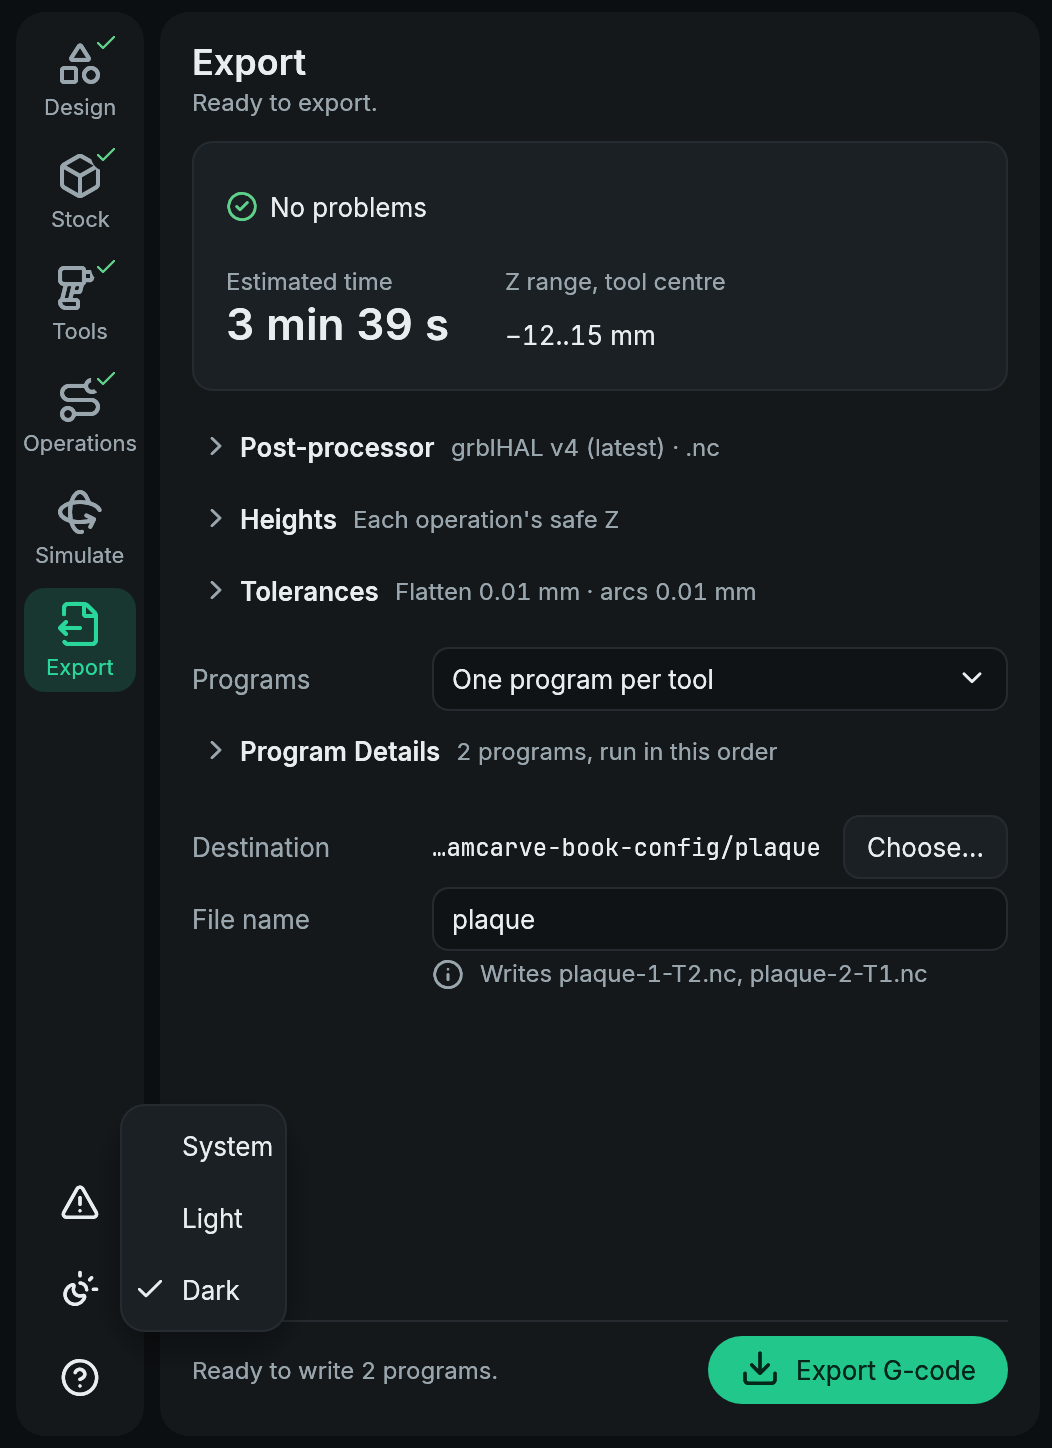 Design
Stock
Tools
Operations
Simulate
Export
Export
Ready to export.
No problems
Estimated time
3 min 39 s
Z range, tool centre
−12..15 mm
Post-processor grblHAL v4 (latest) · .nc
Heights Each operation's safe Z
Tolerances Flatten 0.01 mm · arcs 0.01 mm
Programs One program per tool
Program Details 2 programs, run in this order
Destination …amcarve-book-config/plaque Choose…
File name plaque
Writes plaque-1-T2.nc, plaque-2-T1.nc
System
Light
Dark
Ready to write 2 programs. Export G-code